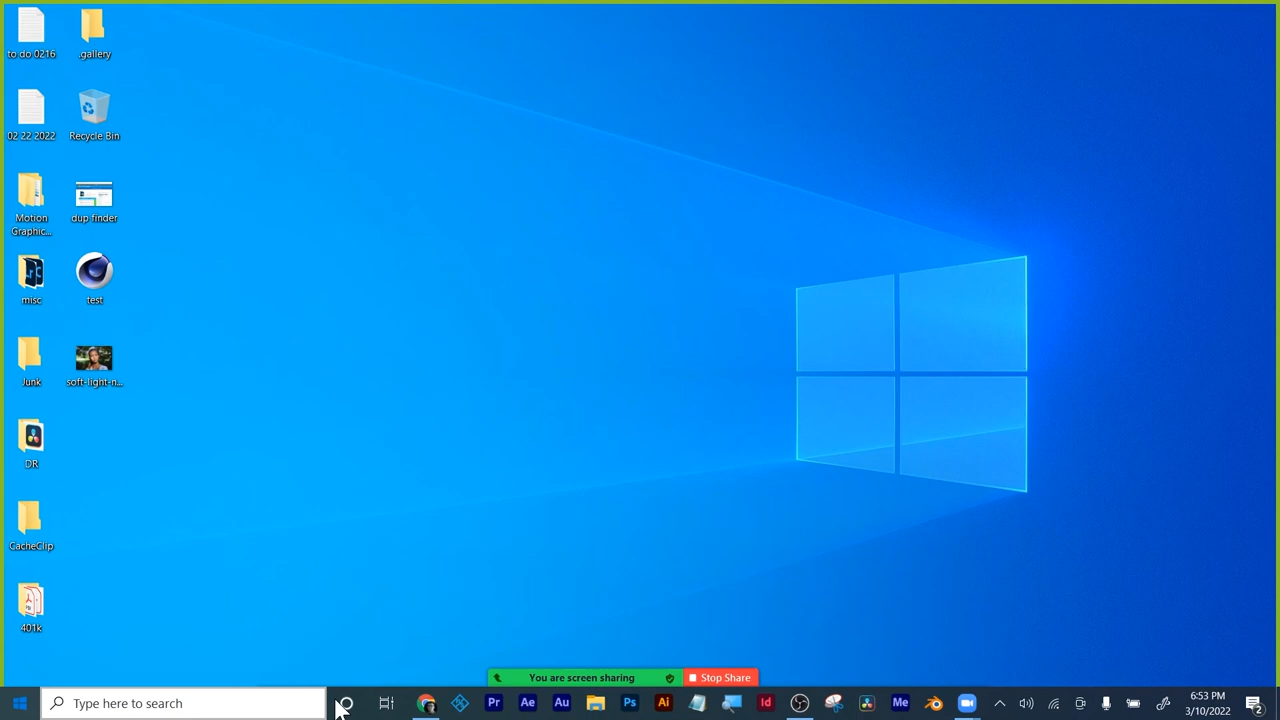 to do 0216
.gallery
02 22 2022
Recycle Bin
Motion
Graphic...
dup finder
misc
test
Junk
soft-light-n...
DR
CacheClip
401k
You are screen sharing
Stop Share
Type here to search
Pr
Ae
Au
Ps
Ai
Id
Me
6:53 PM
3/10/2022
2